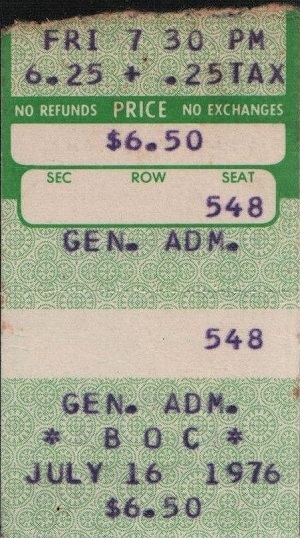 FRI 7 30 PM
6.25 + .25TAX
NO REFUNDS PRICE NO EXCHANGES
$6.50
SEC ROW SEAT
548
GEN. ADM.
548
GEN. ADM.
* B O C *
JULY 16 1976
$6.50